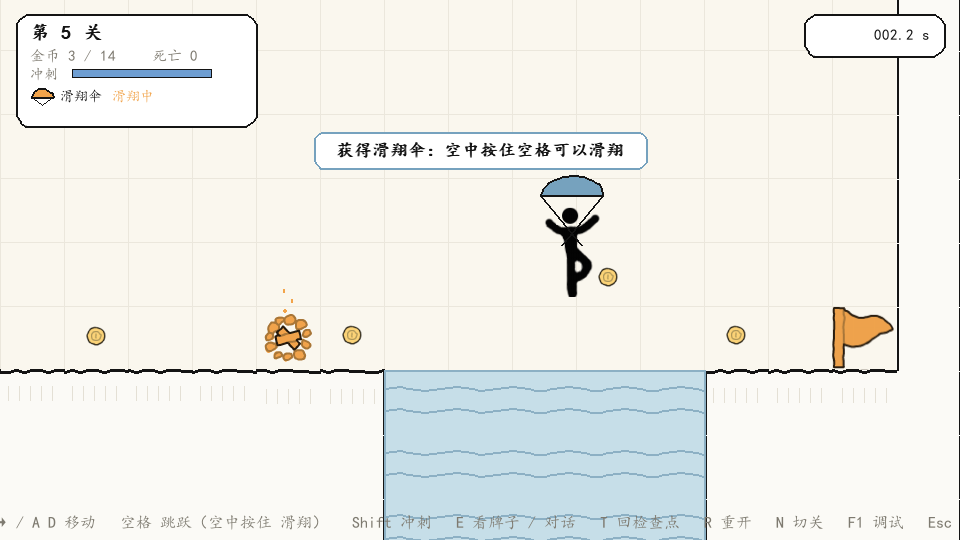 第 5 关
金币 3 / 14 死亡 0
冲刺
滑翔伞 滑翔中
002.2 s
获得滑翔伞: 空中按住空格可以滑翔
/ A D 移动 空格 跳跃 (空中按住 滑翔) Shift 冲刺 E 看牌子 / 对话 T 回检查点 R 重开 N 切关 F1 调试 Esc